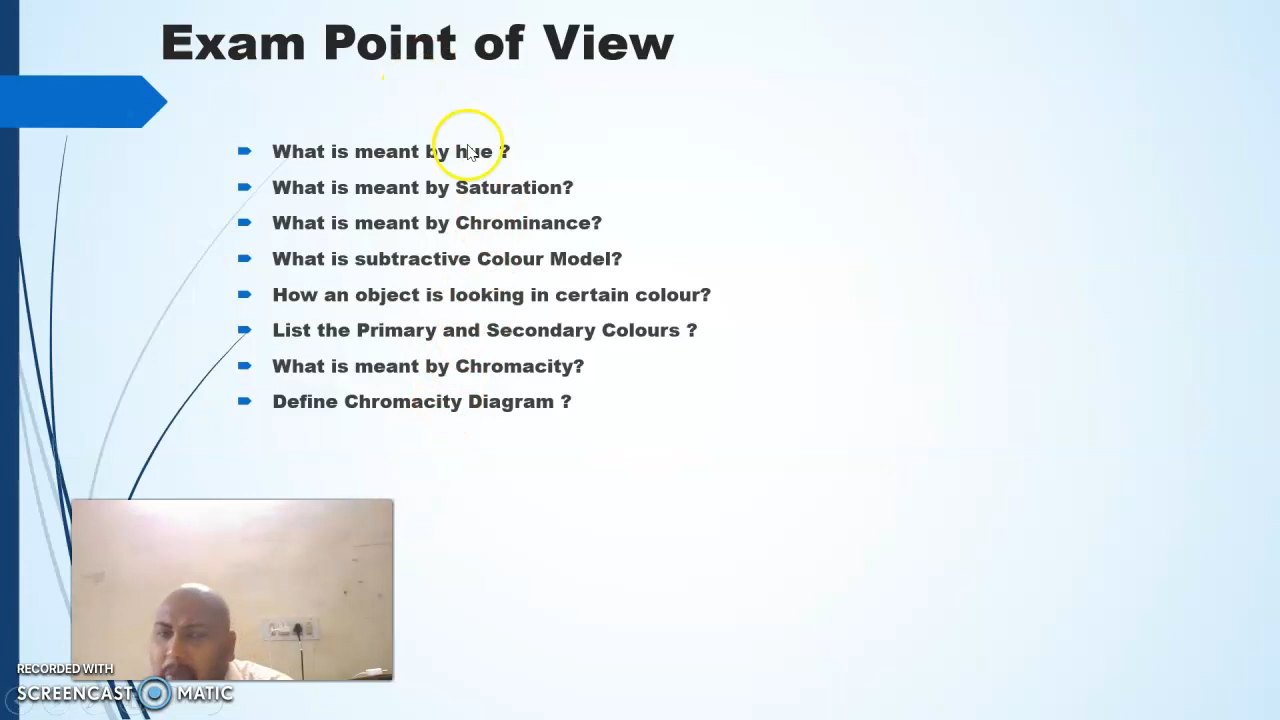 Exam Point of View
What is meant by hue ?
What is meant by Saturation?
What is meant by Chrominance?
What is subtractive Colour Model?
How an object is looking in certain colour?
List the Primary and Secondary Colours ?
What is meant by Chromacity?
Define Chromacity Diagram ?
RECORDED WITH
SCREENCAST MATIC